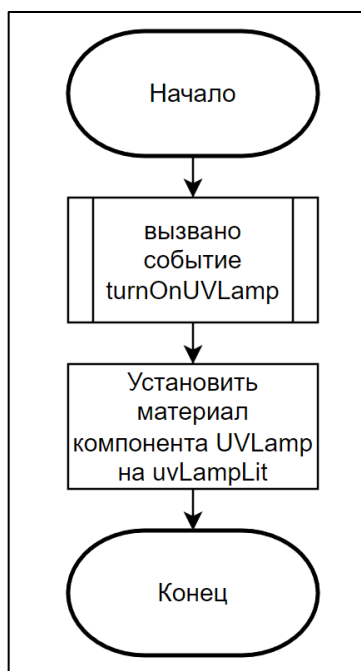 Начало
вызвано
событие
turnOnUVLamp
Установить
материал
компонента UVLamp
на uvLampLit
Конец